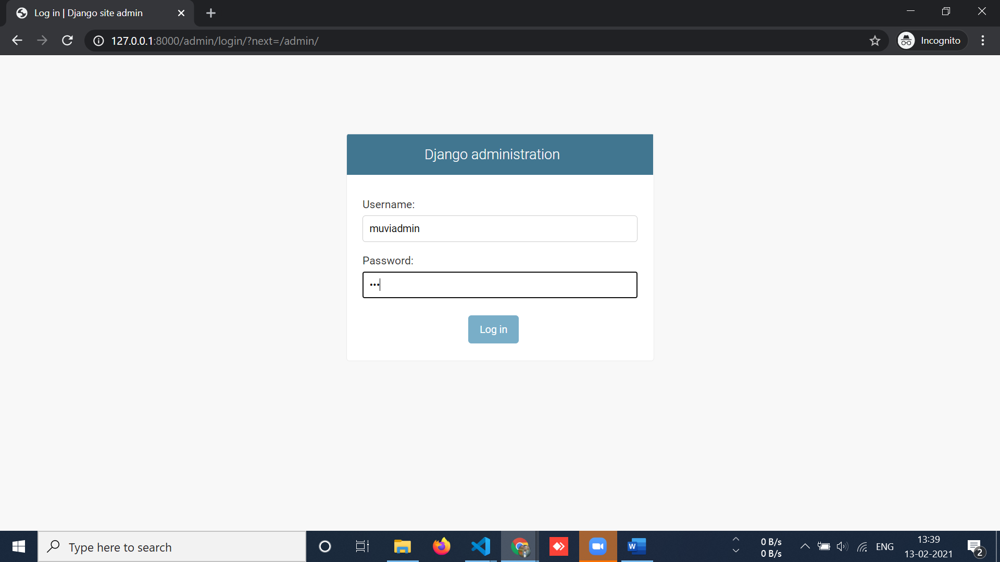 Log in | Django site admin
127.0.0.1:8000/admin/login/?next=/admin/
Incognito
Django administration
Username:
muviadmin
Password:
•••
Log in
Type here to search
W
0 B/s
0 B/s
ENG
13:39
13-02-2021
2